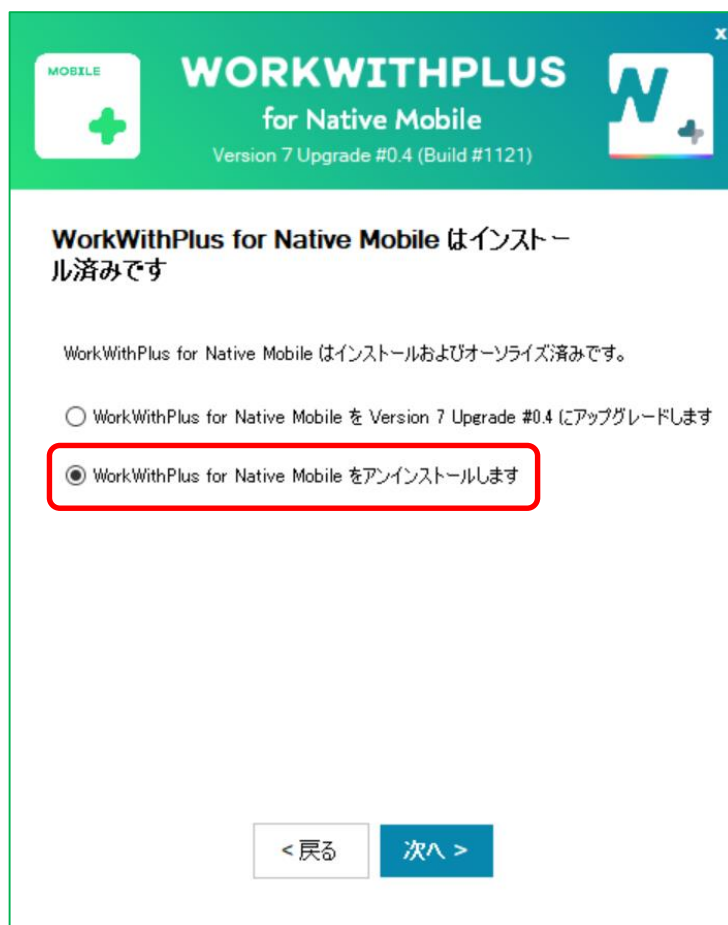 x
MOBILE
WORKWITHPLUS
for Native Mobile
Version 7 Upgrade #0.4 (Build #1121)
WorkWithPlus for Native Mobile はインストー
ル済みです
WorkWithPlus for Native Mobile はインストールおよびオーソライズ済みです。
WorkWithPlus for Native Mobile を Version 7 Upgrade #0.4 にアップグレードします
WorkWithPlus for Native Mobile をアンインストールします
< 戻る
次へ >